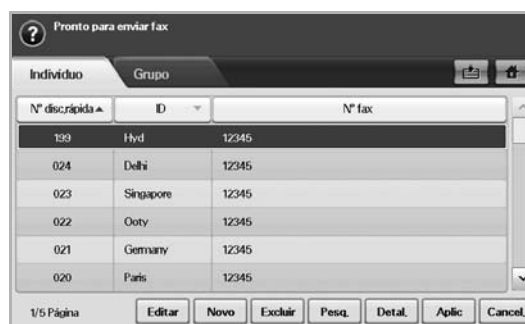 Pronto para enviar fax
Indivíduo Grupo
Nº disc,rápida ID Nº fax
199 Hyd 12345
024 Delhi 12345
023 Singapore 12345
022 Ooty 12345
021 Germany 12345
020 Paris 12345
1/5 Página Editar Novo Excluir Pesq. Detal. Aplic Cancel.